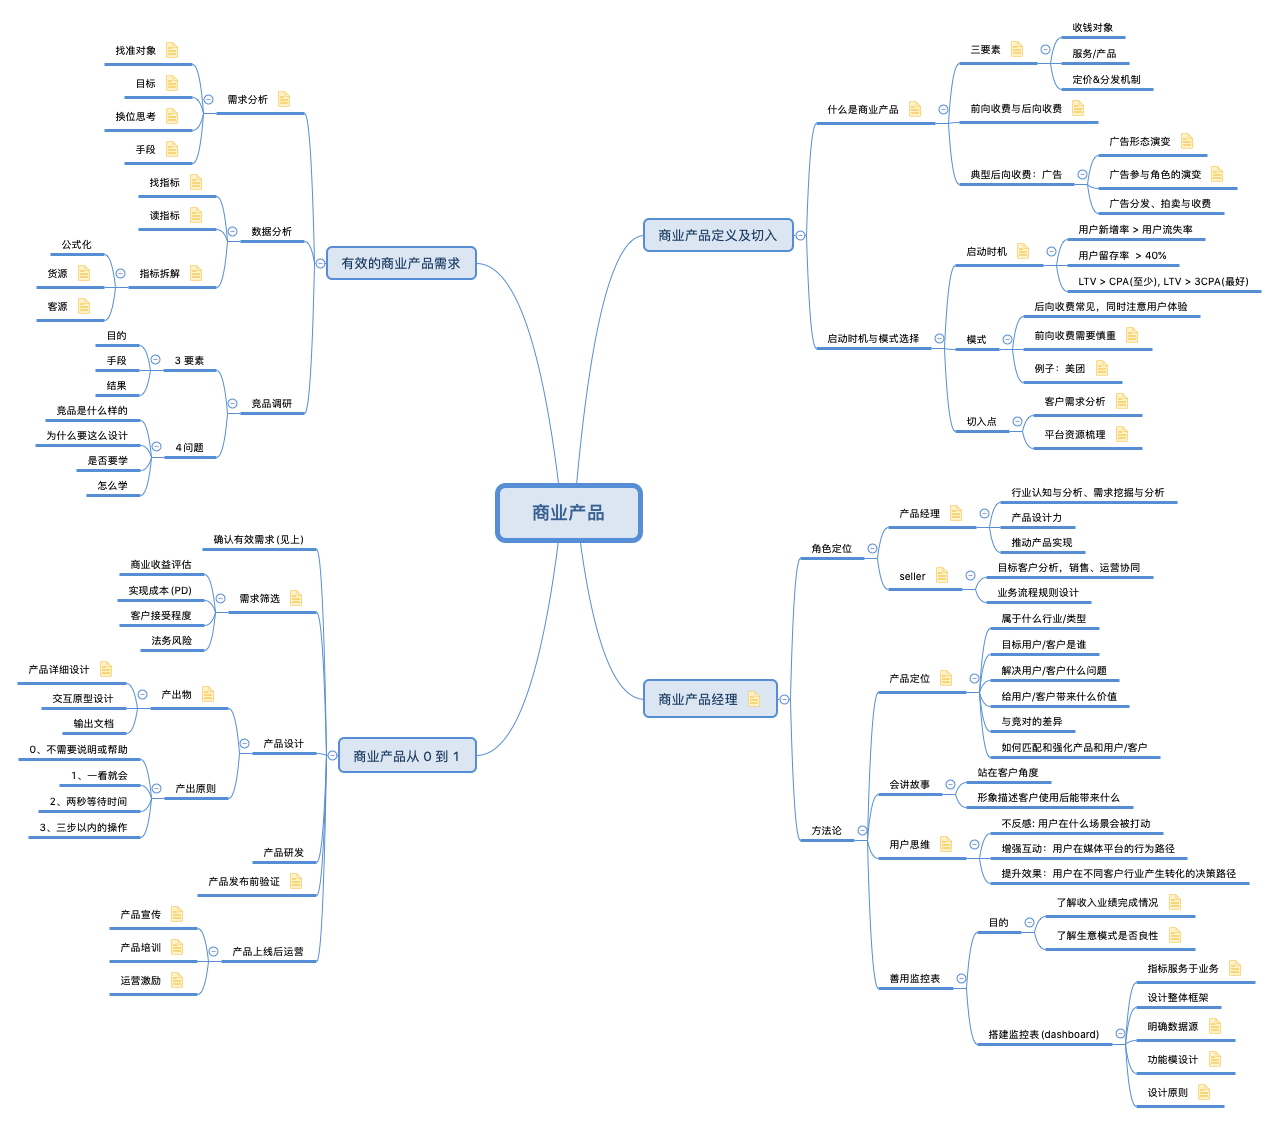 商业产品
商业产品定义及切入
什么是商业产品
三要素
收钱对象
服务/产品
定价&分发机制
前向收费与后向收费
典型后向收费：广告
广告形态演变
广告参与角色的演变
广告分发、拍卖与收费
启动时机与模式选择
启动时机
用户新增率 > 用户流失率
用户留存率 > 40%
LTV > CPA(至少), LTV > 3CPA(最好)
模式
后向收费常见，同时注意用户体验
前向收费需要慎重
例子：美团
切入点
客户需求分析
平台资源梳理
商业产品经理
角色定位
产品经理
行业认知与分析、需求挖掘与分析
产品设计力
推动产品实现
seller
目标客户分析，销售、运营协同
业务流程规则设计
方法论
产品定位
属于什么行业/类型
目标用户/客户是谁
解决用户/客户什么问题
给用户/客户带来什么价值
与竞对的差异
如何匹配和强化产品和用户/客户
会讲故事
站在客户角度
形象描述客户使用后能带来什么
用户思维
不反感: 用户在什么场景会被打动
增强互动：用户在媒体平台的行为路径
提升效果：用户在不同客户行业产生转化的决策路径
善用监控表
目的
了解收入业绩完成情况
了解生意模式是否良性
搭建监控表 (dashboard)
指标服务于业务
设计整体框架
明确数据源
功能模设计
设计原则
有效的商业产品需求
需求分析
找准对象
目标
换位思考
手段
数据分析
找指标
读指标
指标拆解
公式化
货源
客源
竞品调研
3 要素
目的
手段
结果
4 问题
竞品是什么样的
为什么要这么设计
是否要学
怎么学
商业产品从 0 到 1
确认有效需求 (见上)
需求筛选
商业收益评估
实现成本 (PD)
客户接受程度
法务风险
产品设计
产出物
产品详细设计
交互原型设计
输出文档
产出原则
0、不需要说明或帮助
1、一看就会
2、两秒等待时间
3、三步以内的操作
产品研发
产品发布前验证
产品上线后运营
产品宣传
产品培训
运营激励